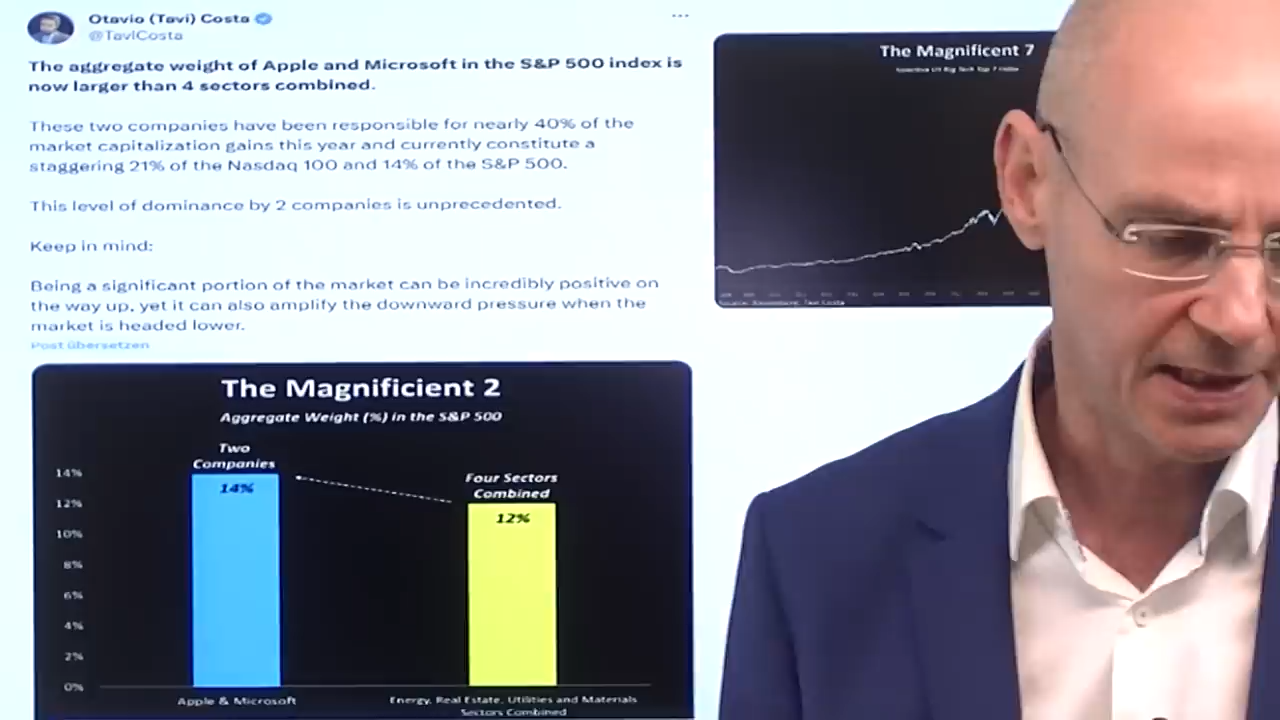 Otavio (Tavi) Costa
@TaviCosta
The aggregate weight of Apple and Microsoft in the S&P 500 index is
now larger than 4 sectors combined.
These two companies have been responsible for nearly 40% of the
market capitalization gains this year and currently constitute a
staggering 21% of the Nasdaq 100 and 14% of the S&P 500.
This level of dominance by 2 companies is unprecedented.
Keep in mind:
Being a significant portion of the market can be incredibly positive on
the way up, yet it can also amplify the downward pressure when the
market is headed lower.
Post übersetzen
The Magnificient 2
Aggregate Weight (%) in the S&P 500
Two
Companies
14%
Four Sectors
Combined
12%
14%
12%
10%
8%
6%
4%
2%
0%
Apple & Microsoft
Energy, Real Estate, Utilities and Materials
Sectors Combined
The Magnificent 7
Tavi Costa